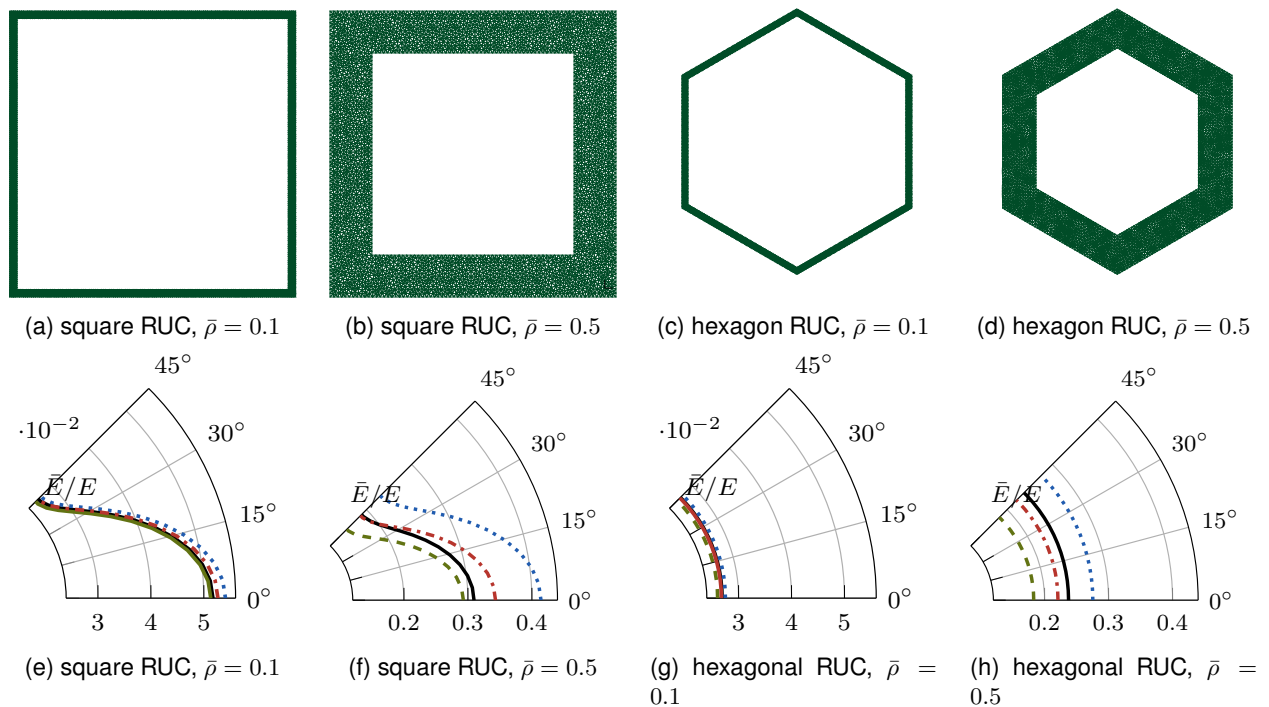 (a) square RUC, ρ̄ = 0.1
(b) square RUC, ρ̄ = 0.5
(c) hexagon RUC, ρ̄ = 0.1
(d) hexagon RUC, ρ̄ = 0.5
45°
·10⁻²
30°
Ē/E
15°
0°
3 4 5
45°
30°
Ē/E
15°
0°
0.2 0.3 0.4
45°
·10⁻²
30°
Ē/E
15°
0°
3 4 5
45°
30°
Ē/E
15°
0°
0.2 0.3 0.4
(e) square RUC, ρ̄ = 0.1
(f) square RUC, ρ̄ = 0.5
(g) hexagonal RUC, ρ̄ =
0.1
(h) hexagonal RUC, ρ̄ =
0.5